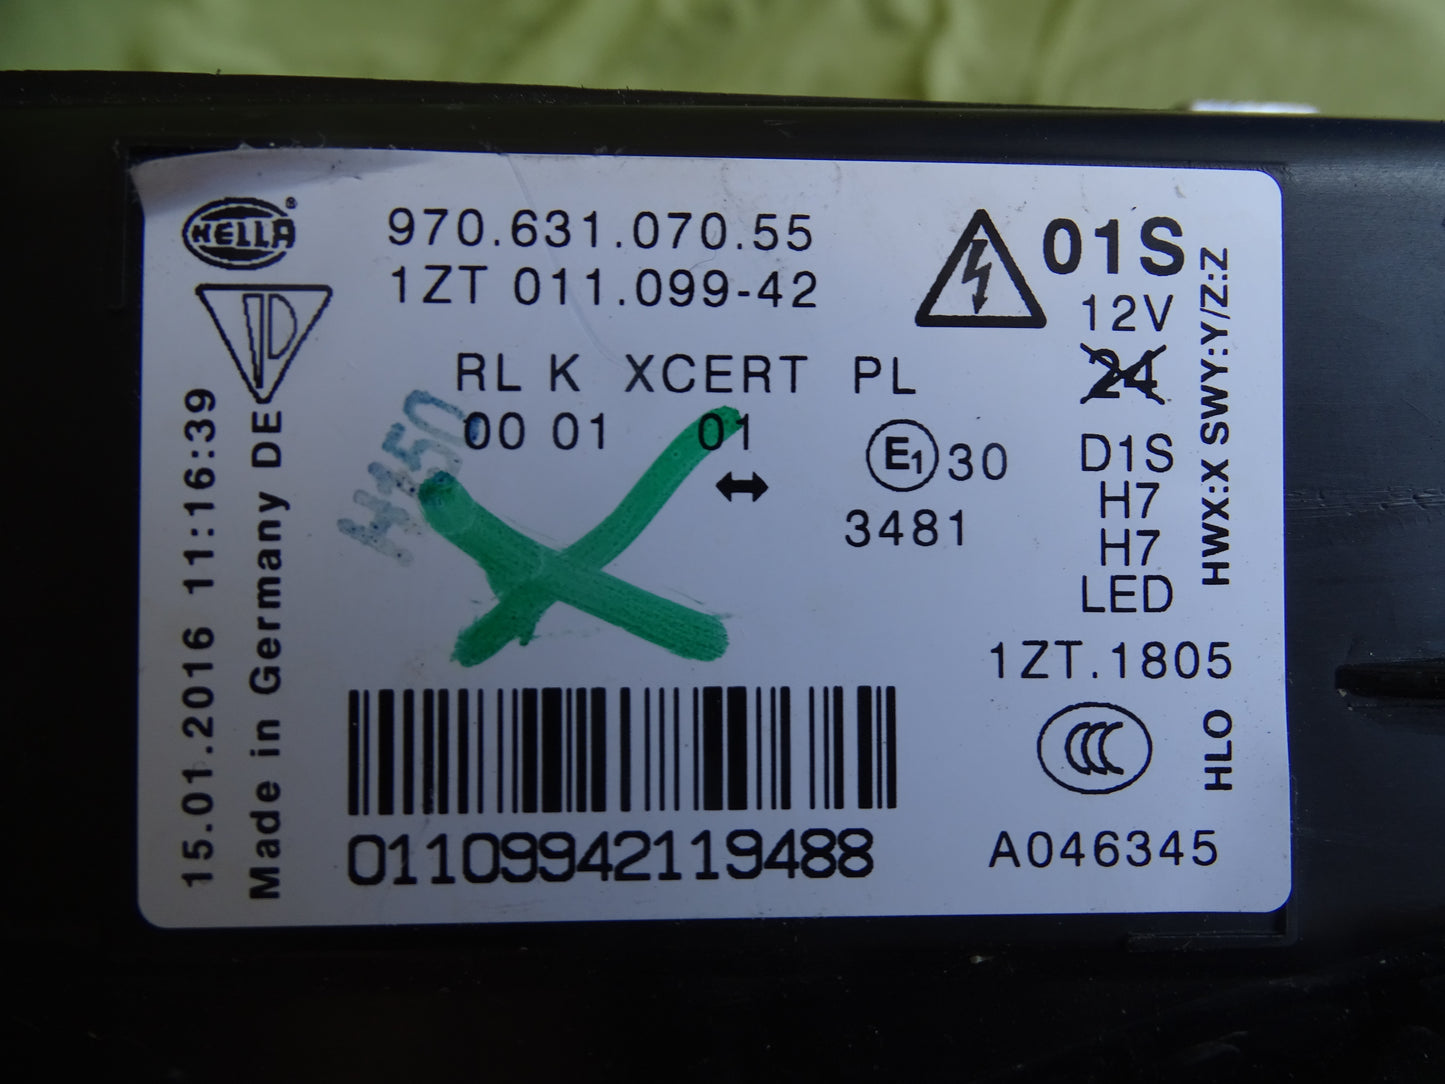 HELLA®
970.631.070.55
1ZT 011.099-42
01S
12V
24
RL K XCERT PL
00 01 01
E1 30
3481
D1S
H7
H7
LED
HWX:X SWY:Y/Z:Z
1ZT.1805
CCC
HLO
A046345
01109942119488
15.01.2016 11:16:39
Made in Germany DE